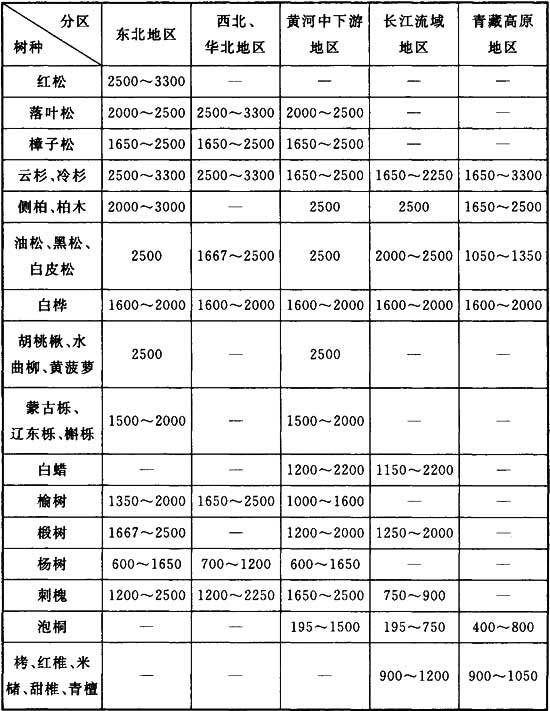 分区
树种
东北地区
西北、
华北地区
黄河中下游
地区
长江流域
地区
青藏高原
地区
红松 2500～3300 — — — —
落叶松 2000～2500 2500～3300 2000～2500 — —
樟子松 1650～2500 1650～2500 1650～2500 — —
云杉、冷杉 2500～3300 2500～3300 1650～2500 1650～2250 1650～3300
侧柏、柏木 2000～3000 — 2500 2500 1650～2500
油松、黑松、
白皮松 2500 1667～2500 2500 2000～2500 1050～1350
白桦 1600～2000 1600～2000 1600～2000 1600～2000 1600～2000
胡桃楸、水
曲柳、黄菠萝 2500 — 2500 — —
蒙古栎、
辽东栎、槲栎 1500～2000 — 1500～2000 — —
白蜡 — — 1200～2200 1150～2200 —
榆树 1350～2000 1650～2500 1000～1600 — —
椴树 1667～2500 — 1200～2000 1250～2000 —
杨树 600～1650 700～1200 600～1650 — —
刺槐 1200～2500 1200～2250 1650～2500 750～900 —
泡桐 — — 195～1500 195～750 400～800
栲、红椎、米
槠、甜椎、青檀 — — — 900～1200 900～1050